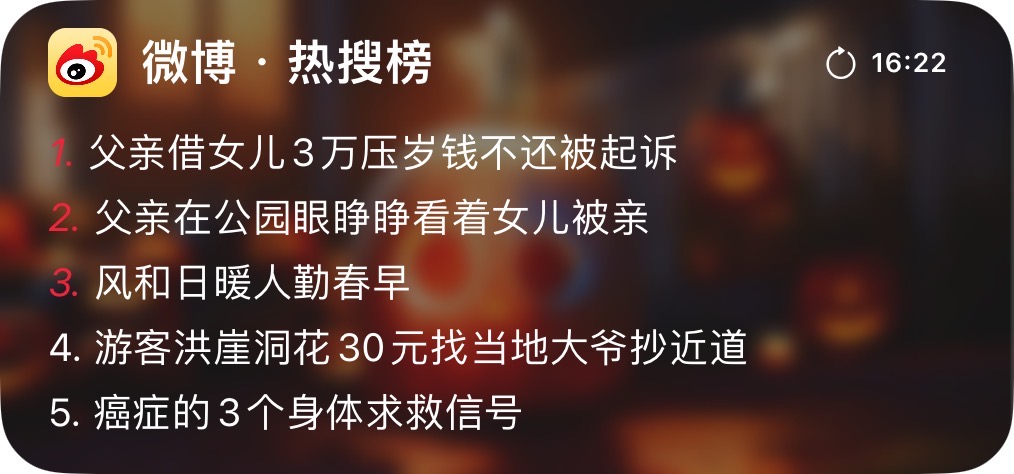 微博 · 热搜榜
16:22
1. 父亲借女儿3万压岁钱不还被起诉
2. 父亲在公园眼睁睁看着女儿被亲
3. 风和日暖人勤春早
4. 游客洪崖洞花30元找当地大爷抄近道
5. 癌症的3个身体求救信号